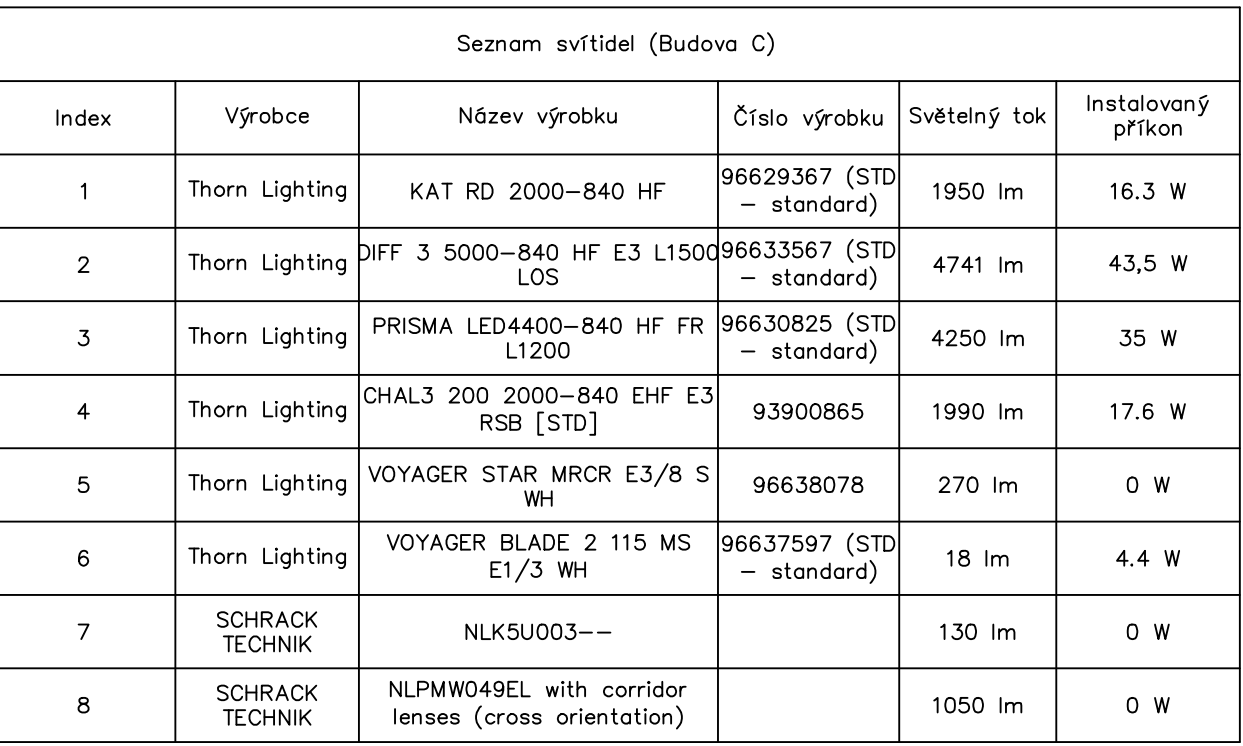 Seznam svítidel (Budova C)
Index
Výrobce
Název výrobku
Číslo výrobku
Světelný tok
Instalovaný
příkon
1
Thorn Lighting
KAT RD 2000-840 HF
96629367 (STD
- standard)
1950 lm
16.3 W
2
Thorn Lighting
DIFF 3 5000-840 HF E3 L1500
LOS
96633567 (STD
- standard)
4741 lm
43,5 W
3
Thorn Lighting
PRISMA LED4400-840 HF FR
L1200
96630825 (STD
- standard)
4250 lm
35 W
4
Thorn Lighting
CHAL3 200 2000-840 EHF E3
RSB [STD]
93900865
1990 lm
17.6 W
5
Thorn Lighting
VOYAGER STAR MRCR E3/8 S
WH
96638078
270 lm
0 W
6
Thorn Lighting
VOYAGER BLADE 2 115 MS
E1/3 WH
96637597 (STD
- standard)
18 lm
4.4 W
7
SCHRACK
TECHNIK
NLK5U003--
130 lm
0 W
8
SCHRACK
TECHNIK
NLPMW049EL with corridor
lenses (cross orientation)
1050 lm
0 W